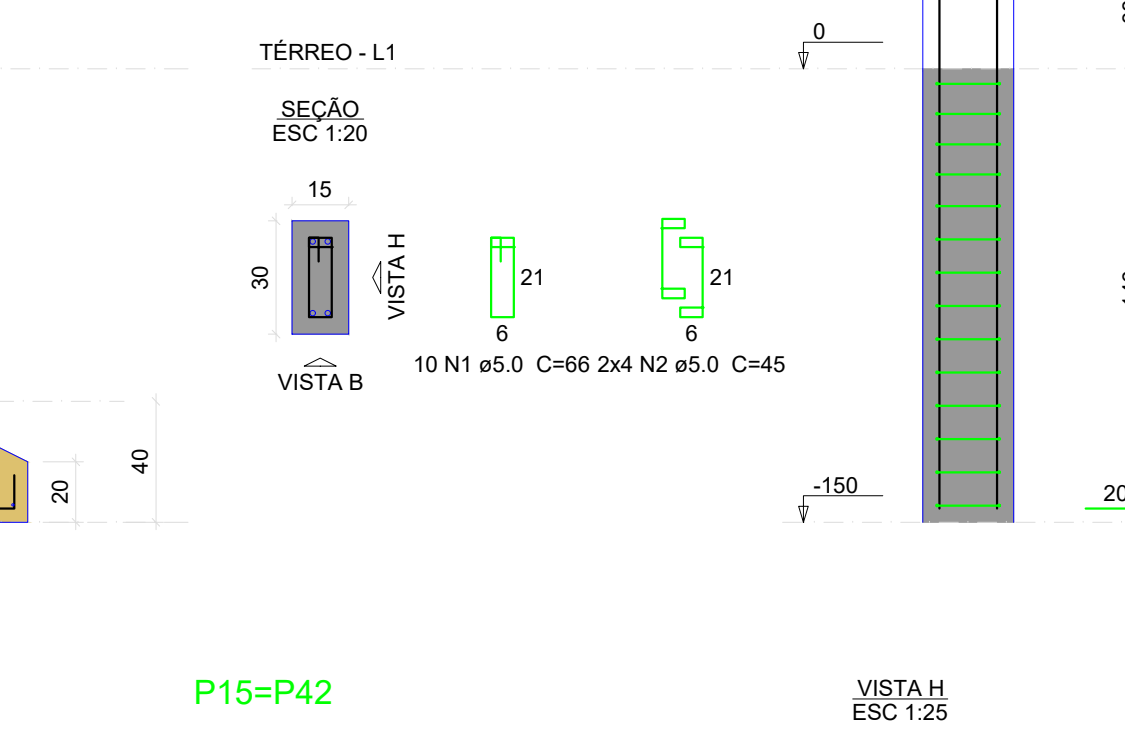 0
TÉRREO - L1
SEÇÃO
ESC 1:20
15
30
VISTA H
21
21
6
6
10 N1 ø5.0 C=66 2x4 N2 ø5.0 C=45
VISTA B
40
20
-150
20
P15=P42
VISTA H
ESC 1:25